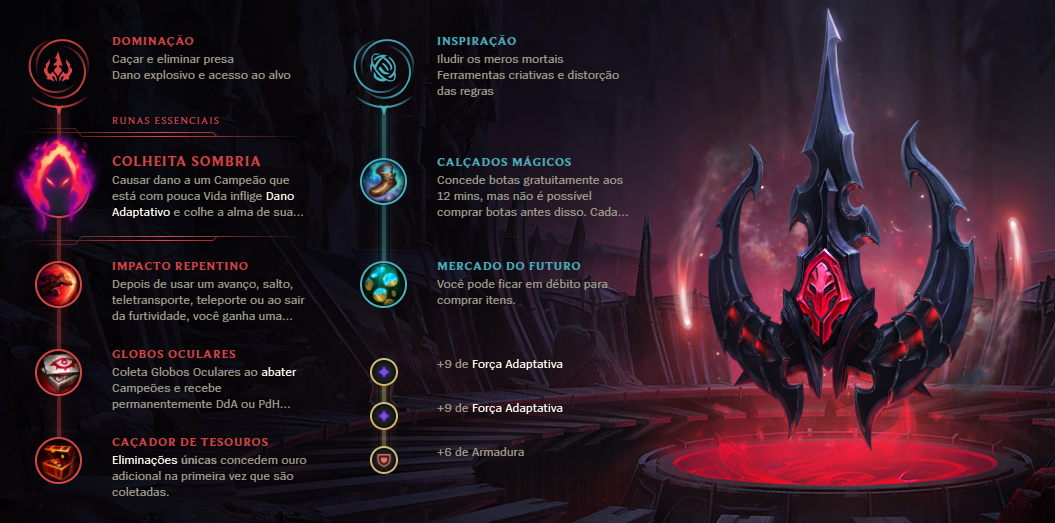 DOMINAÇÃO
Caçar e eliminar presa
Dano explosivo e acesso ao alvo
RUNAS ESSENCIAIS
COLHEITA SOMBRIA
Causar dano a um Campeão que
está com pouca Vida inflige Dano
Adaptativo e colhe a alma de sua...
IMPACTO REPENTINO
Depois de usar um avanço, salto,
teletransporte, teleporte ou ao sair
da furtividade, você ganha uma...
GLOBOS OCULARES
Coleta Globos Oculares ao abater
Campeões e recebe
permanentemente DdA ou PdH...
CAÇADOR DE TESOUROS
Eliminações únicas concedem ouro
adicional na primeira vez que são
coletadas.
INSPIRAÇÃO
Iludir os meros mortais
Ferramentas criativas e distorção
das regras
CALÇADOS MÁGICOS
Concede botas gratuitamente aos
12 mins, mas não é possível
comprar botas antes disso. Cada...
MERCADO DO FUTURO
Você pode ficar em débito para
comprar itens.
+9 de Força Adaptativa
+9 de Força Adaptativa
+6 de Armadura